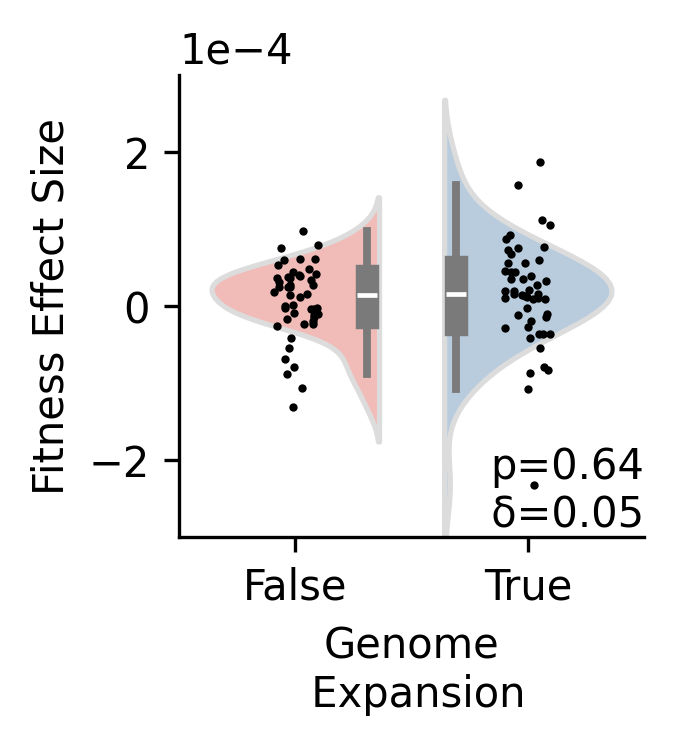 1e−4
Fitness Effect Size
2
0
−2
p=0.64
δ=0.05
False
True
Genome
Expansion